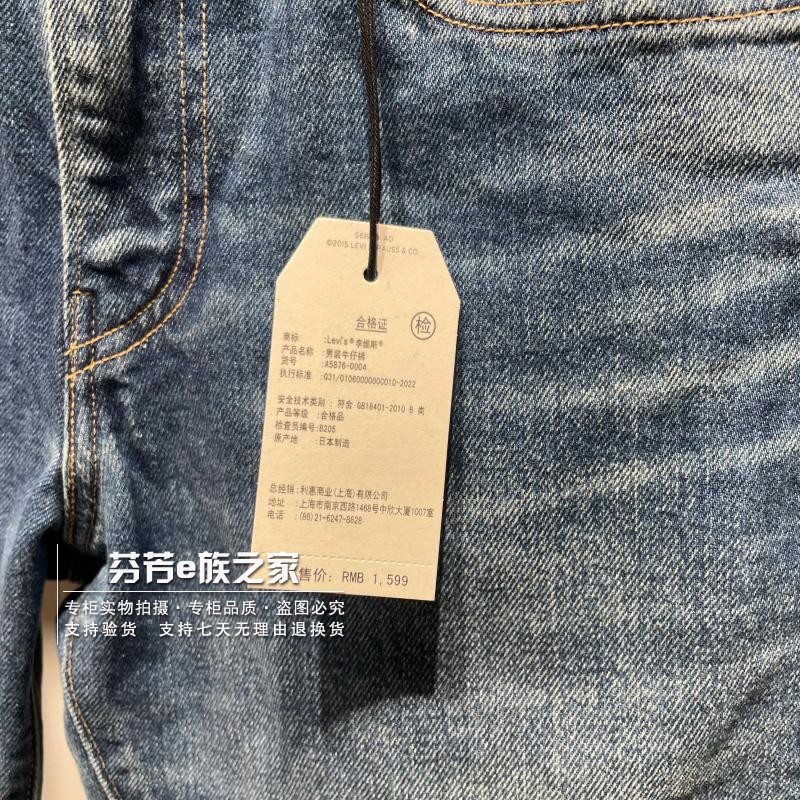 AD
©2015 LEVI STRAUSS & CO.
合格证 检
商标 :Levi's®李维斯®
产品名称 :男装牛仔裤
货号 :A5876-0004
执行标准 :Q31/0106000000C010-2022
安全技术类别 : 符合 GB18401-2010 B 类
产品等级 :合格品
检查员编号:B205
原产地 :日本制造
总经销:利惠商业(上海)有限公司
地址 :上海市南京西路1468号中欣大厦1007室
电话 :(86)21-6247-8828
售价: RMB 1,599
芬芳e族之家
专柜实物拍摄·专柜品质·盗图必究
支持验货 支持七天无理由退换货